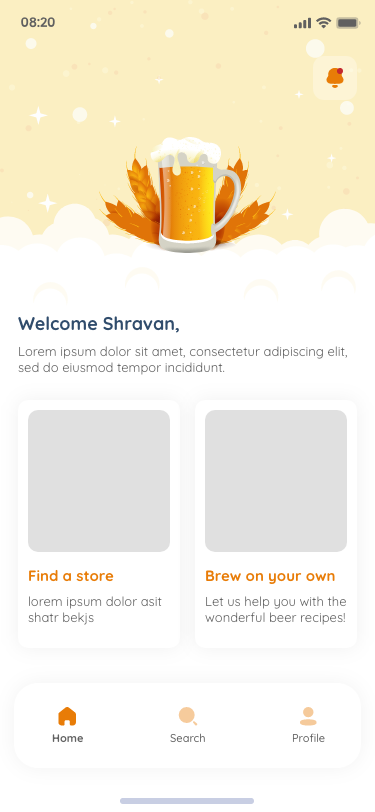 08:20
Welcome Shravan,
Lorem ipsum dolor sit amet, consectetur adipiscing elit,
sed do eiusmod tempor incididunt.
Find a store
lorem ipsum dolor asit
shatr bekjs
Brew on your own
Let us help you with the
wonderful beer recipes!
Home
Search
Profile